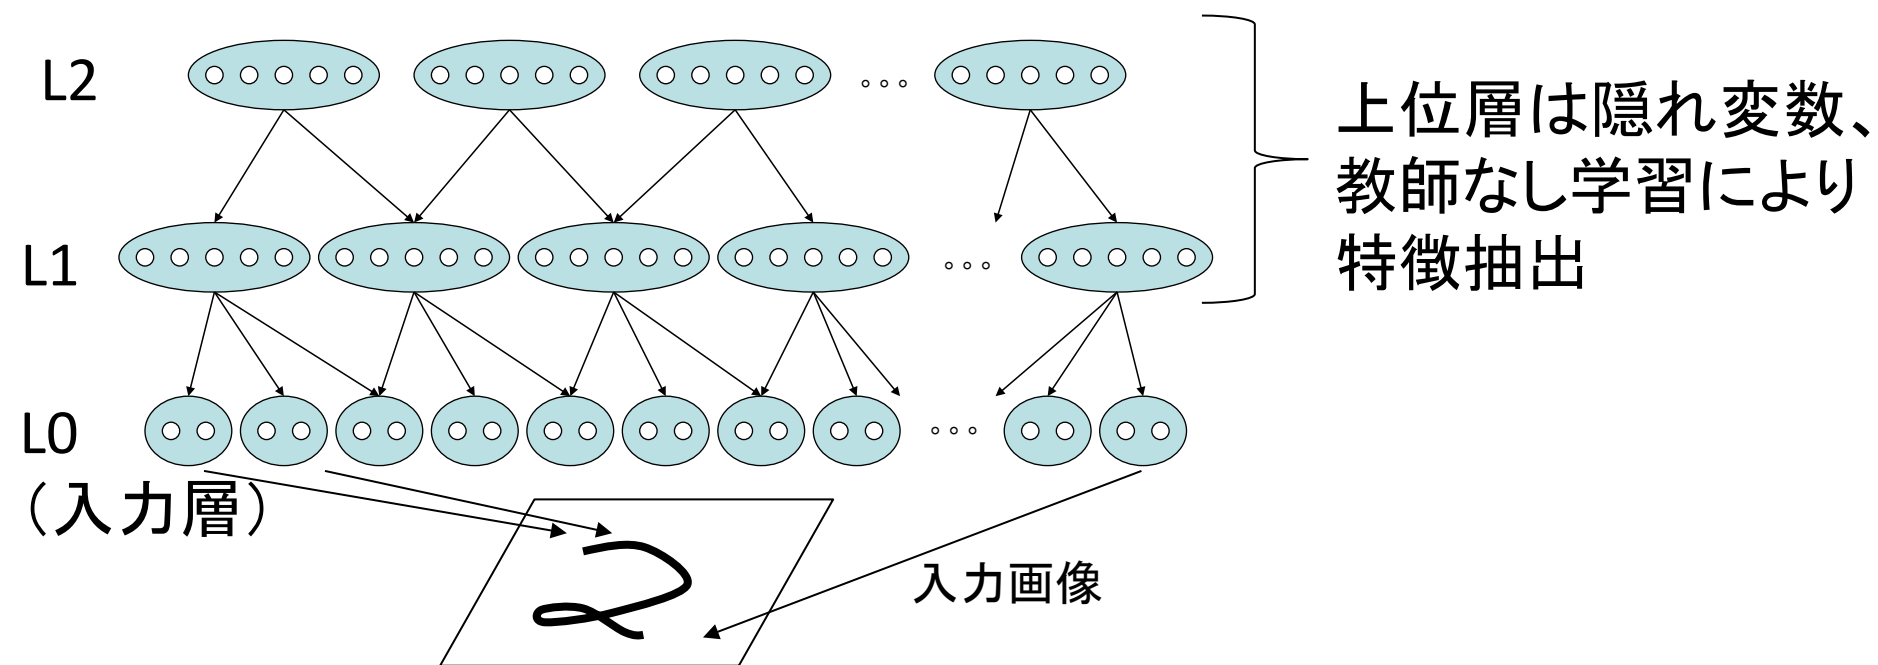 L2
L1
L0
（入力層）
上位層は隠れ変数、
教師なし学習により
特徴抽出
入力画像
2